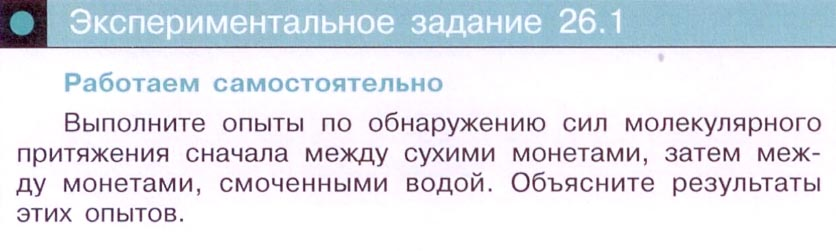 Экспериментальное задание 26.1
Работаем самостоятельно
Выполните опыты по обнаружению сил молекулярного
притяжения сначала между сухими монетами, затем меж-
ду монетами, смоченными водой. Объясните результаты
этих опытов.